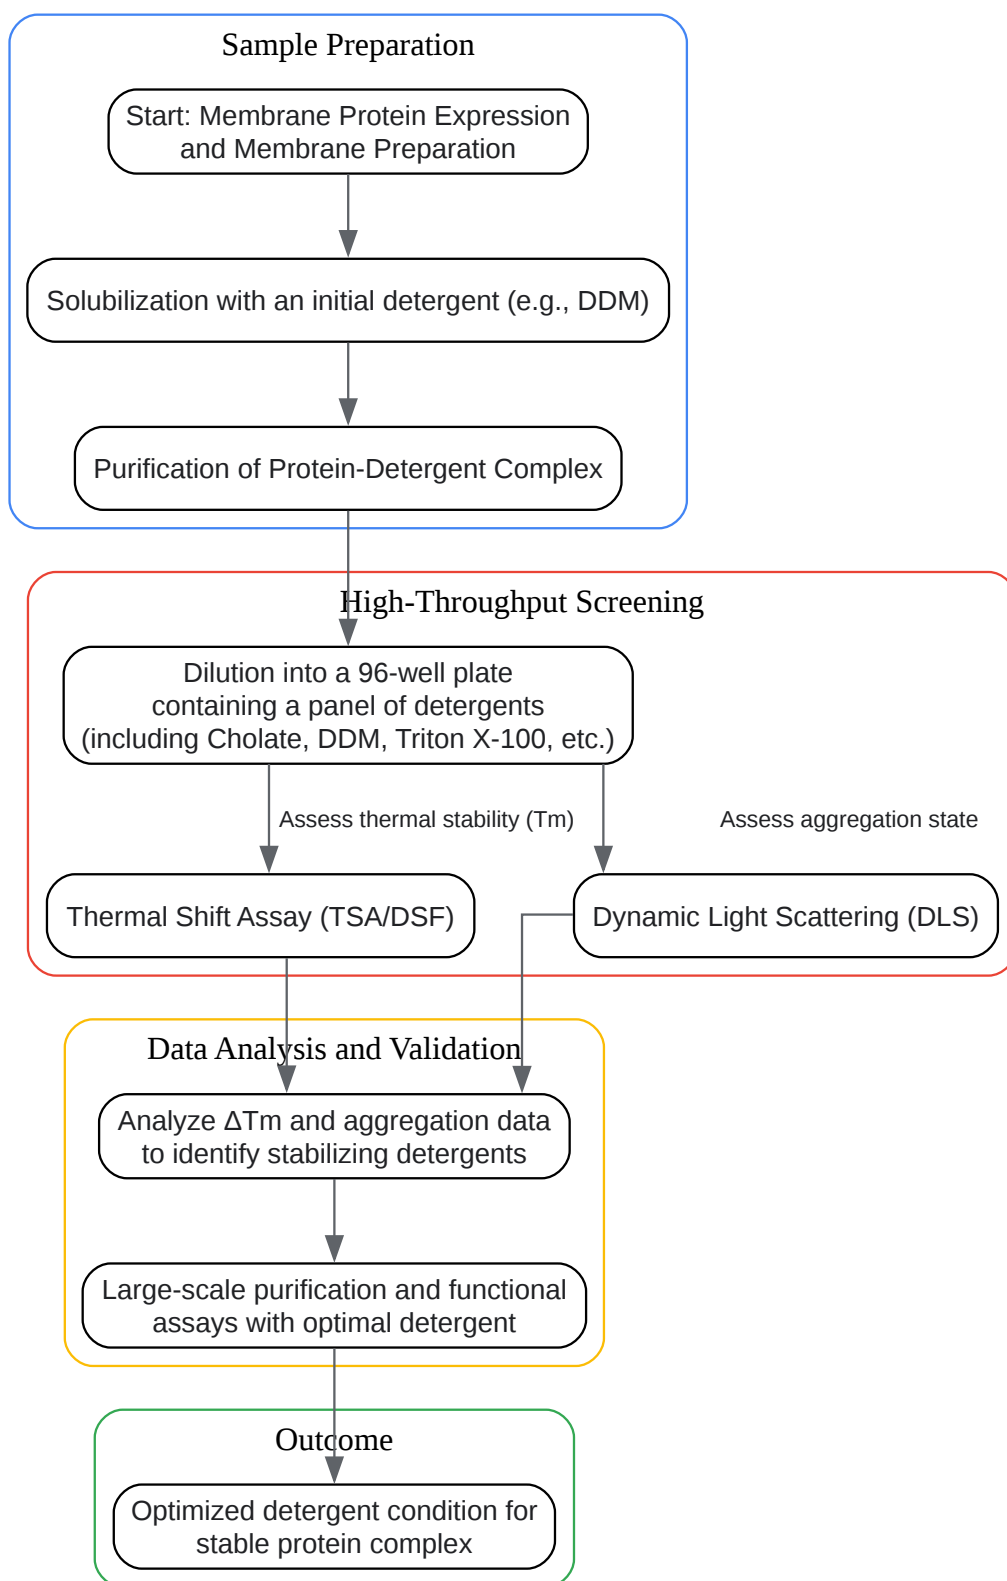 Sample Preparation
Start: Membrane Protein Expression
and Membrane Preparation
Solubilization with an initial detergent (e.g., DDM)
Purification of Protein-Detergent Complex
High-Throughput Screening
Dilution into a 96-well plate
containing a panel of detergents
(including Cholate, DDM, Triton X-100, etc.)
Assess thermal stability (Tm)
Assess aggregation state
Thermal Shift Assay (TSA/DSF)
Dynamic Light Scattering (DLS)
Data Analysis and Validation
Analyze ΔTm and aggregation data
to identify stabilizing detergents
Large-scale purification and functional
assays with optimal detergent
Outcome
Optimized detergent condition for
stable protein complex